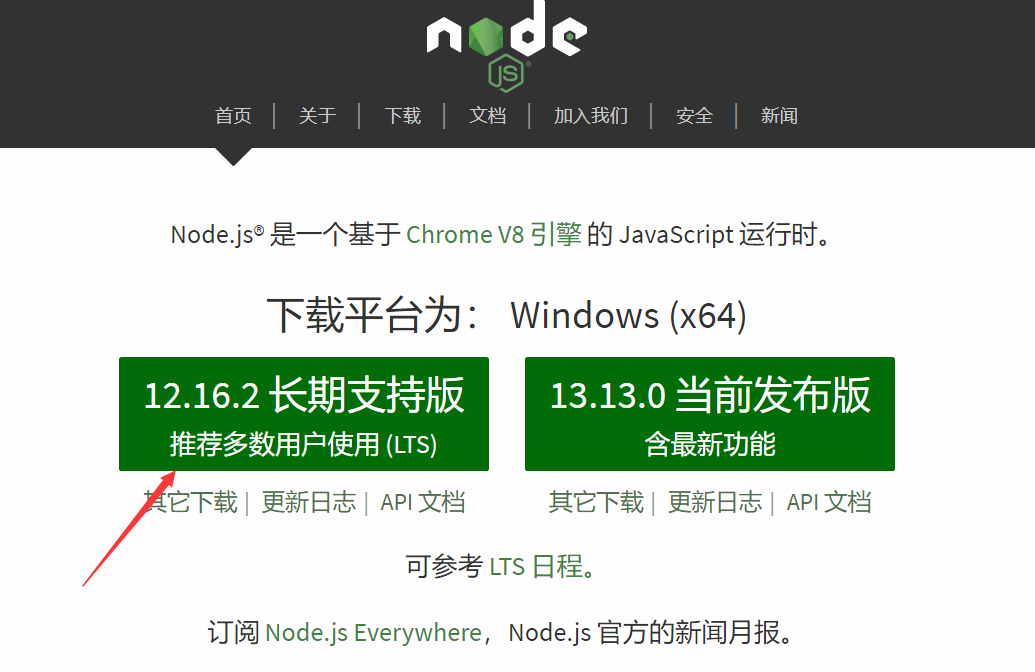 node
JS®
首页 | 关于 | 下载 | 文档 | 加入我们 | 安全 | 新闻
Node.js® 是一个基于 Chrome V8 引擎 的 JavaScript 运行时。
下载平台为： Windows (x64)
12.16.2 长期支持版
推荐多数用户使用 (LTS)
其它下载 | 更新日志 | API 文档
13.13.0 当前发布版
含最新功能
其它下载 | 更新日志 | API 文档
可参考 LTS 日程。
订阅 Node.js Everywhere，Node.js 官方的新闻月报。